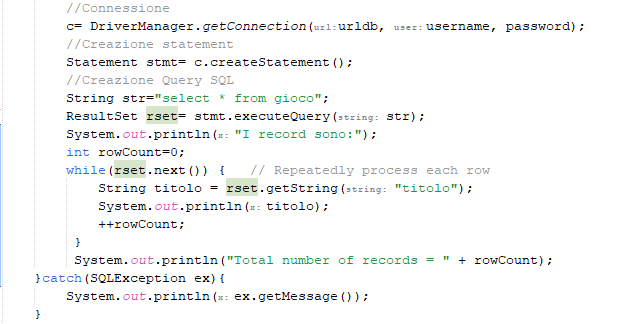 //Connessione
c= DriverManager.getConnection(url:urldb, user:username, password);
//Creazione statement
Statement stmt= c.createStatement();
//Creazione Query SQL
String str="select * from gioco";
ResultSet rset= stmt.executeQuery(string: str);
System.out.println(x: "I record sono:");
int rowCount=0;
while(rset.next()) {   // Repeatedly process each row
String titolo = rset.getString(string: "titolo");
System.out.println(x: titolo);
++rowCount;
}
System.out.println("Total number of records = " + rowCount);
}catch(SQLException ex){
System.out.println(x: ex.getMessage());
}